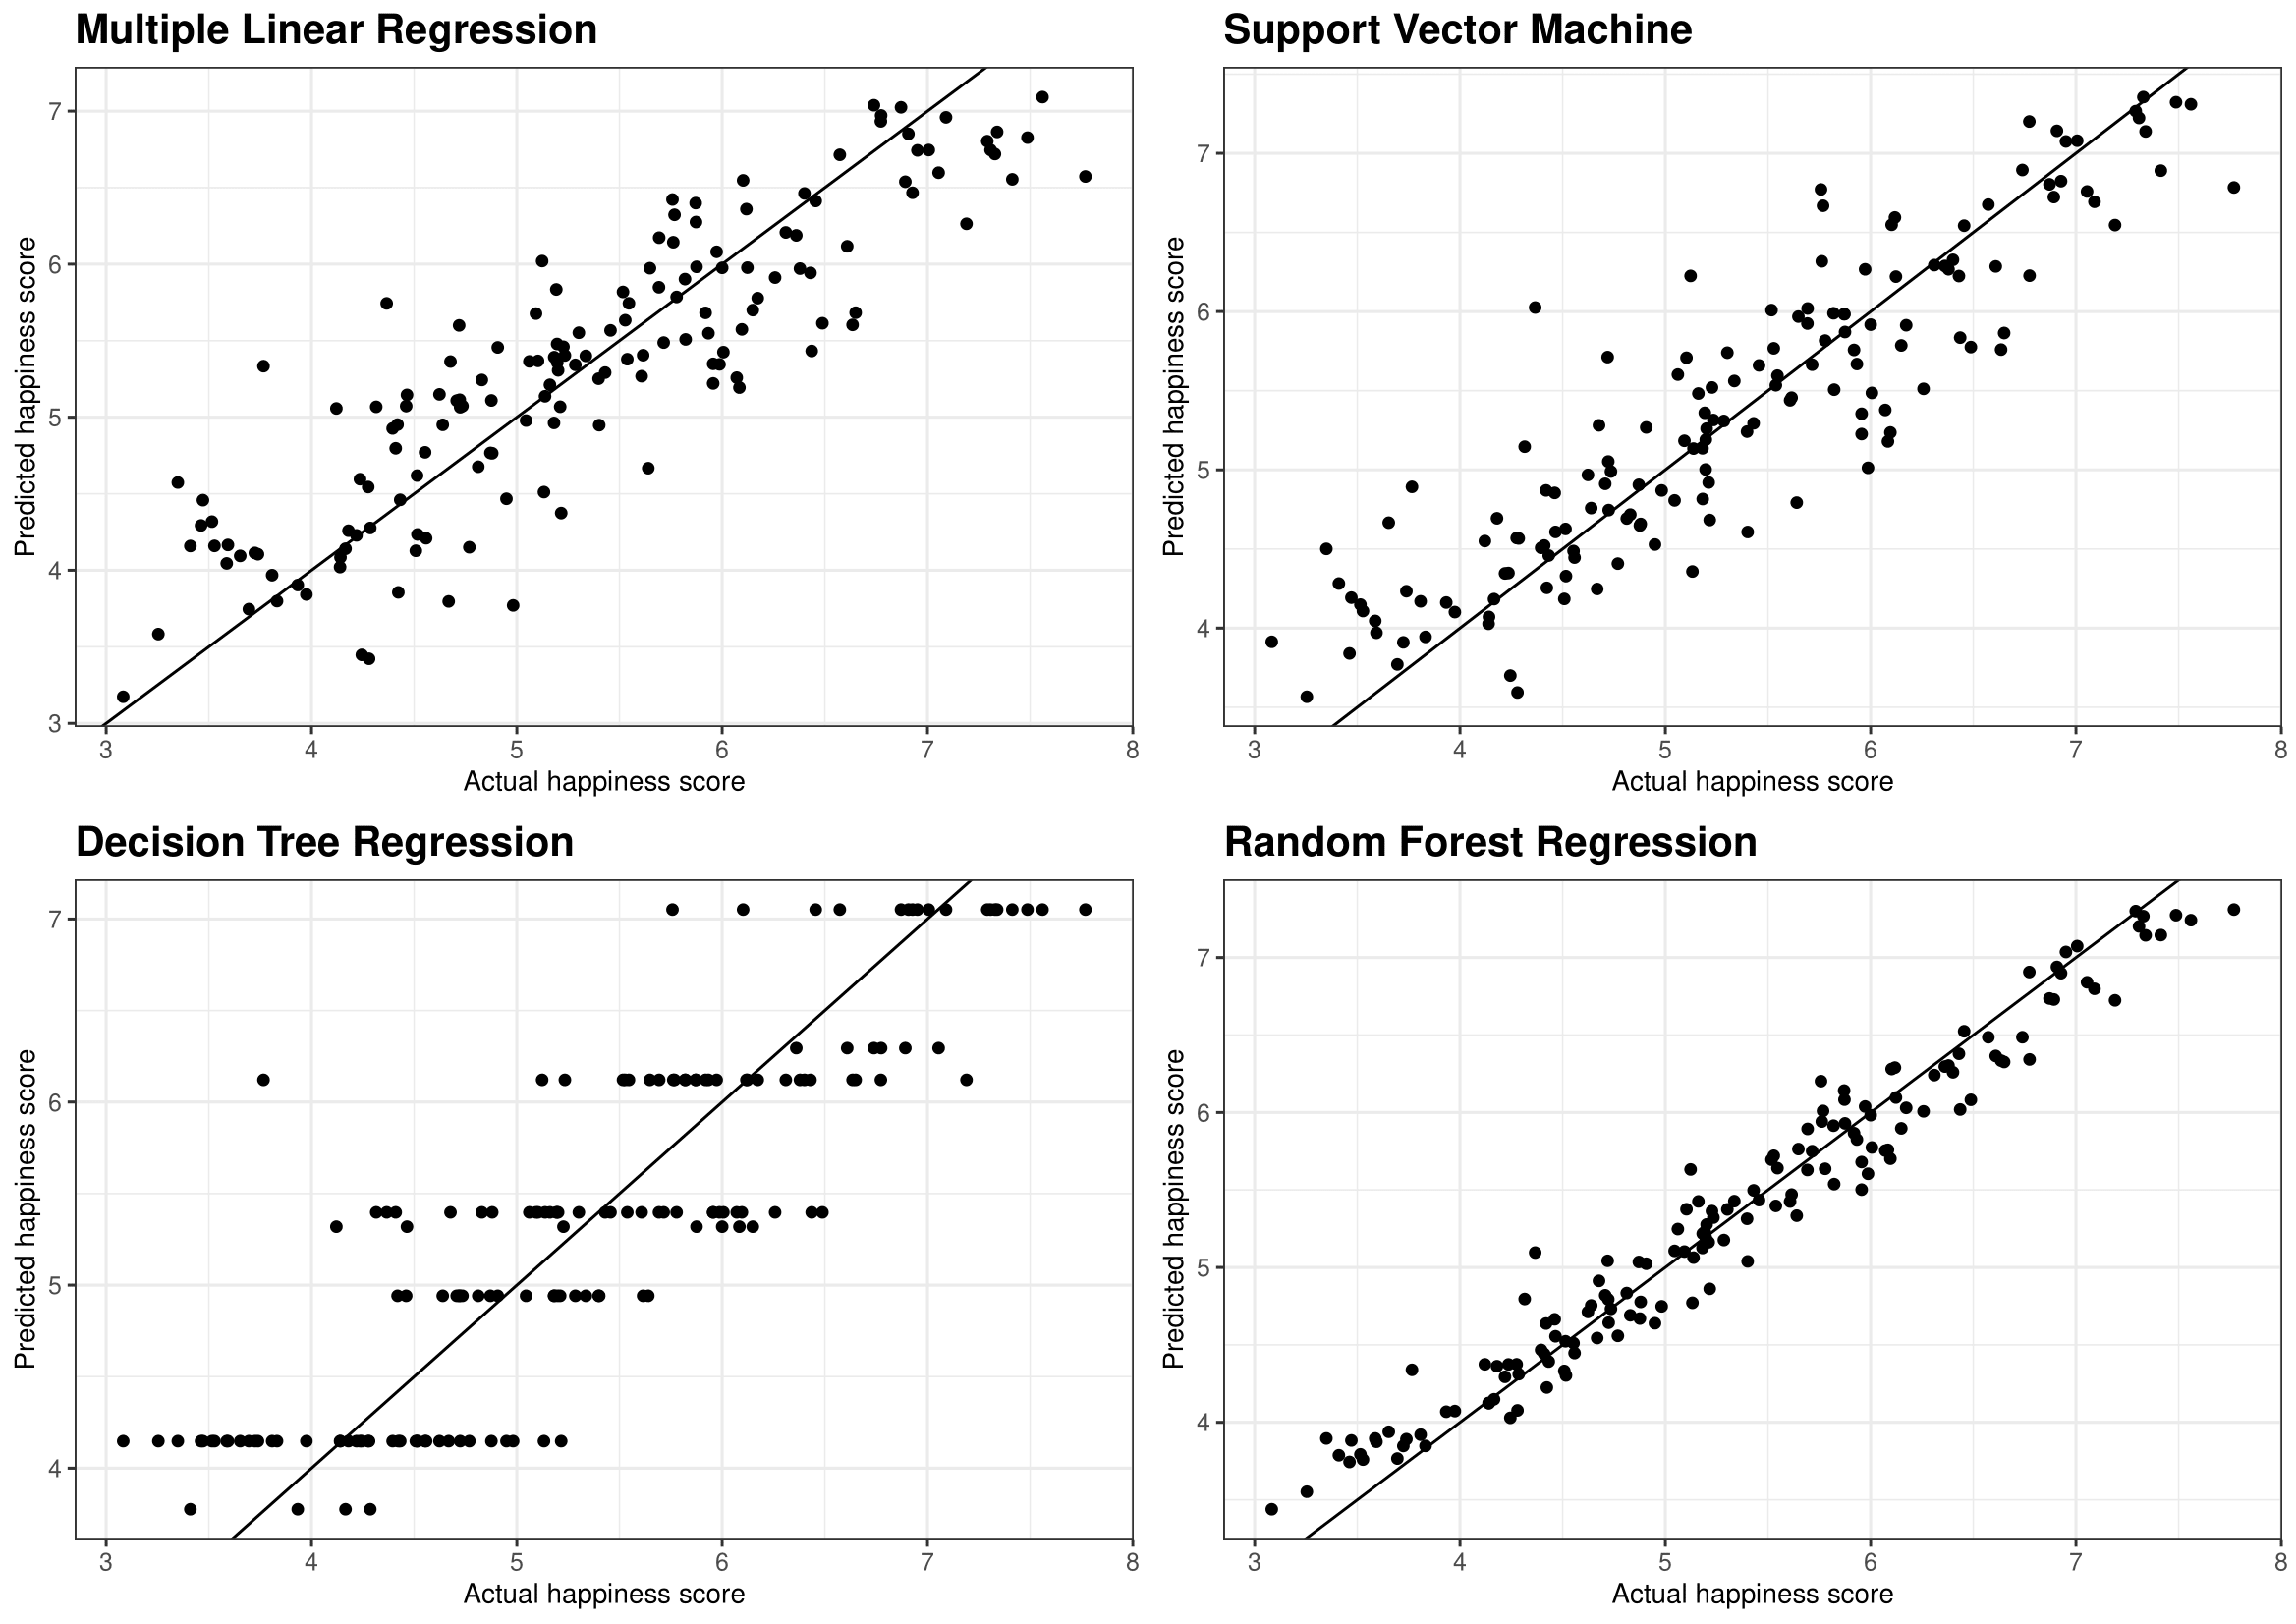 Multiple Linear Regression
Predicted happiness score
7
6
5
4
3
3 4 5 6 7 8
Actual happiness score
Support Vector Machine
Predicted happiness score
7
6
5
4
3 4 5 6 7 8
Actual happiness score
Decision Tree Regression
Predicted happiness score
7
6
5
4
3 4 5 6 7 8
Actual happiness score
Random Forest Regression
Predicted happiness score
7
6
5
4
3 4 5 6 7 8
Actual happiness score